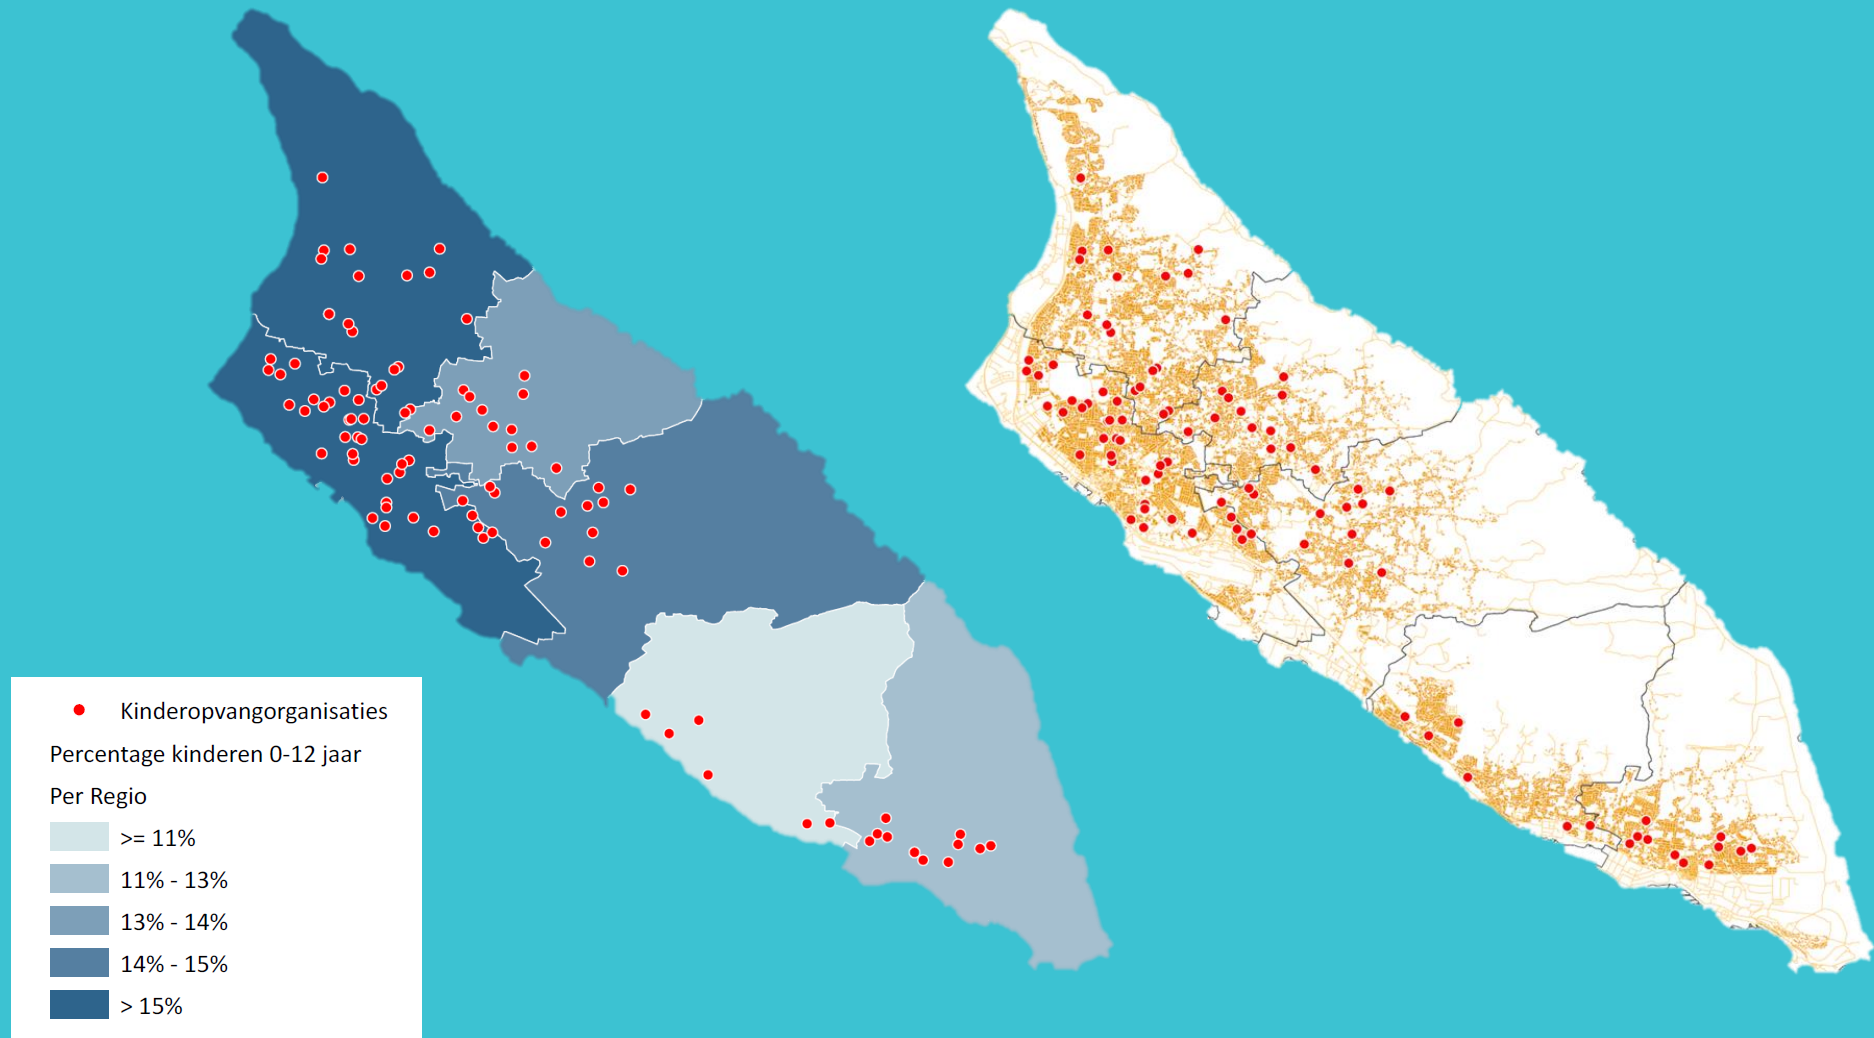 Kinderopvangorganisaties
Percentage kinderen 0-12 jaar
Per Regio
>= 11%
11% - 13%
13% - 14%
14% - 15%
> 15%